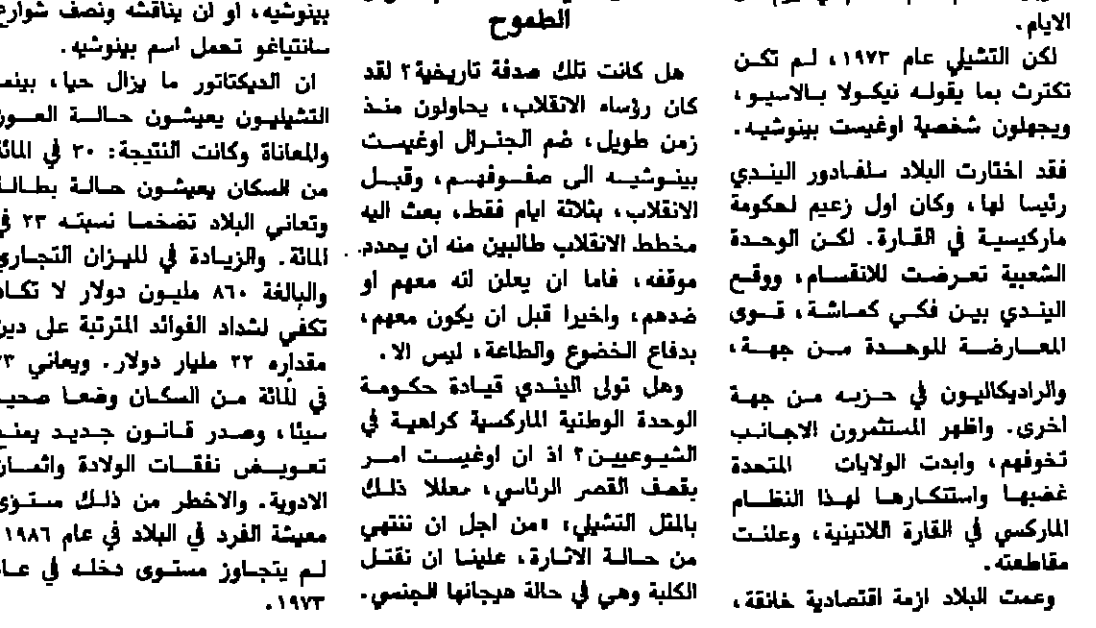 الايام.
لكن التشيلي عام ١٩٧٣، لم تكن
تكترث بما يقوله نيكولا بالاسيو،
ويجهلون شخصية اوغيست بينوشيه.
فقد اختارت البلاد سلفادور اليندي
رئيسا لها، وكان اول زعيم لحكومة
ماركيسية في القارة. لكن الوحدة
الشعبية تعرضت للانقسام، ووقع
اليندي بين فكي كماشة، قوى
المعارضة للوحدة من جهة،
والراديكاليون في حزبه من جهة
اخرى. واظهر المستثمرون الاجانب
تخوفهم، وابدت الولايات المتحدة
غضبها واستنكارها لهذا النظام
الماركسي في القارة اللاتينية، وعلنت
مقاطعته.
وعمت البلاد ازمة اقتصادية خانقة،
الطموح
هل كانت تلك صدفة تاريخية؟ لقد
كان رؤساء الانقلاب، يحاولون منذ
زمن طويل، ضم الجنرال اوغيست
بينوشيه الى صفوفهم، وقبل
الانقلاب، بثلاثة ايام فقط، بعث اليه
مخطط الانقلاب طالبين منه ان يحدد
موقفه، فاما ان يعلن انه معهم او
ضدهم، واخيرا قبل ان يكون معهم،
بدفاع الخضوع والطاعة، ليس الا.
وهل تولى اليندي قيادة حكومة
الوحدة الوطنية الماركسية كراهية في
الشيوعيين؟ اذ ان اوغيست امر
بقصف القصر الرئاسي، معللا ذلك
بالمثل التشيلي، «من اجل ان ننتهي
من حالة الاثارة، علينا ان نقتل
الكلبة وهي في حالة هيجانها الجنسي.
بينوشيه، او ان يناقشه ونصف شوارع
سانتياغو تحمل اسم بينوشيه.
ان الديكتاتور ما يزال حيا، بينما
التشيليون يعيشون حالة العوز
والمعاناة وكانت النتيجة: ٢٠ في المائة
من السكان يعيشون حالة بطالة
وتعاني البلاد تضخما نسبته ٢٣ في
المائة. والزيادة في الميزان التجاري
والبالغة ٨٦٠ مليون دولار لا تكاد
تكفي لسداد الفوائد المترتبة على دين
مقداره ٢٢ مليار دولار. ويعاني ٢٣
في المائة من السكان وضعا صحيا
سيئا، وصدر قانون جديد يمنع
تعويض نفقات الولادة واثمان
الادوية. والاخطر من ذلك مستوى
معيشة الفرد في البلاد في عام ١٩٨٦
لم يتجاوز مستوى دخله في عام
١٩٧٣.